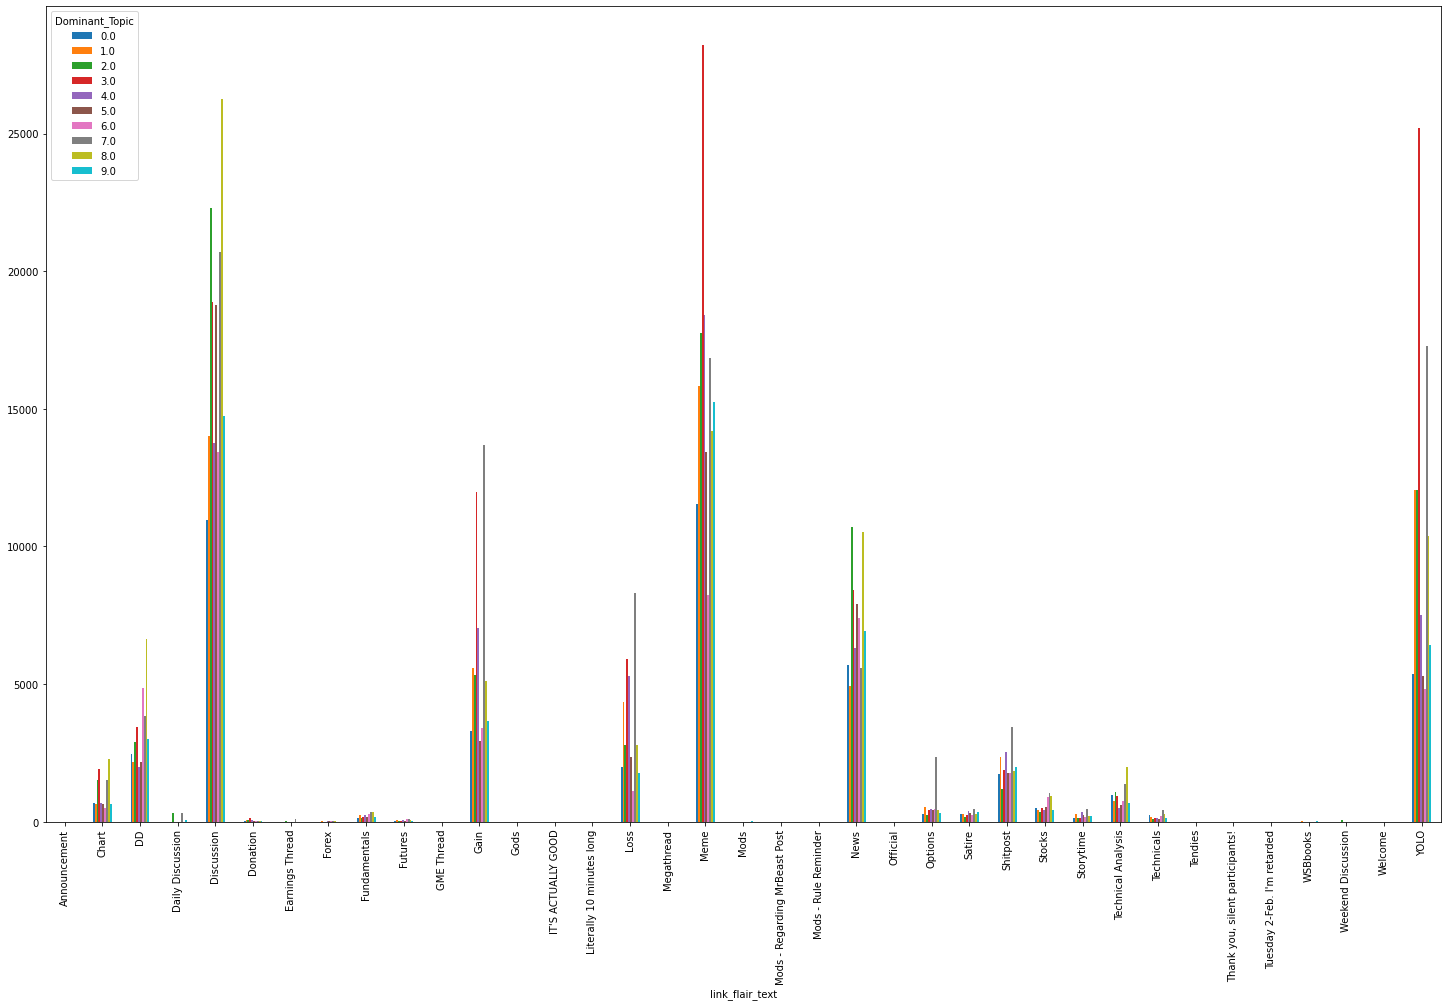 Dominant_Topic
0.0
1.0
2.0
3.0
4.0
5.0
6.0
7.0
8.0
9.0
25000
20000
15000
10000
5000
0
Announcement
Chart
DD
Daily Discussion
Discussion
Donation
Earnings Thread
Forex
Fundamentals
Futures
GME Thread
Gain
Gods
IT'S ACTUALLY GOOD
Literally 10 minutes long
Loss
Megathread
Meme
Mods
Mods - Regarding MrBeast Post
Mods - Rule Reminder
News
Official
Options
Satire
Shitpost
Stocks
Storytime
Technical Analysis
Technicals
Tendies
Thank you, silent participants!
Tuesday 2-Feb. I'm retarded
WSBbooks
Weekend Discussion
Welcome
YOLO
link_flair_text